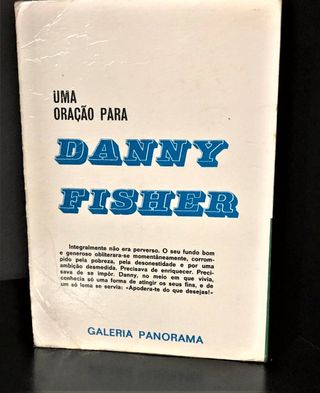 UMA
ORAÇÃO PARA
DANNY
FISHER
Integralmente não era perverso. O seu fundo bom
e generoso obliterara-se momentâneamente, corrom-
pido pela pobreza, pela desonestidade e por uma
ambição desmedida. Precisava de enriquecer. Preci-
sava de se impôr. Danny, no meio em que vivia,
conhecia só uma forma de atingir os seus fins, e de
um só lema se servia: «Apodera-te do que desejas!»
GALERIA PANORAMA